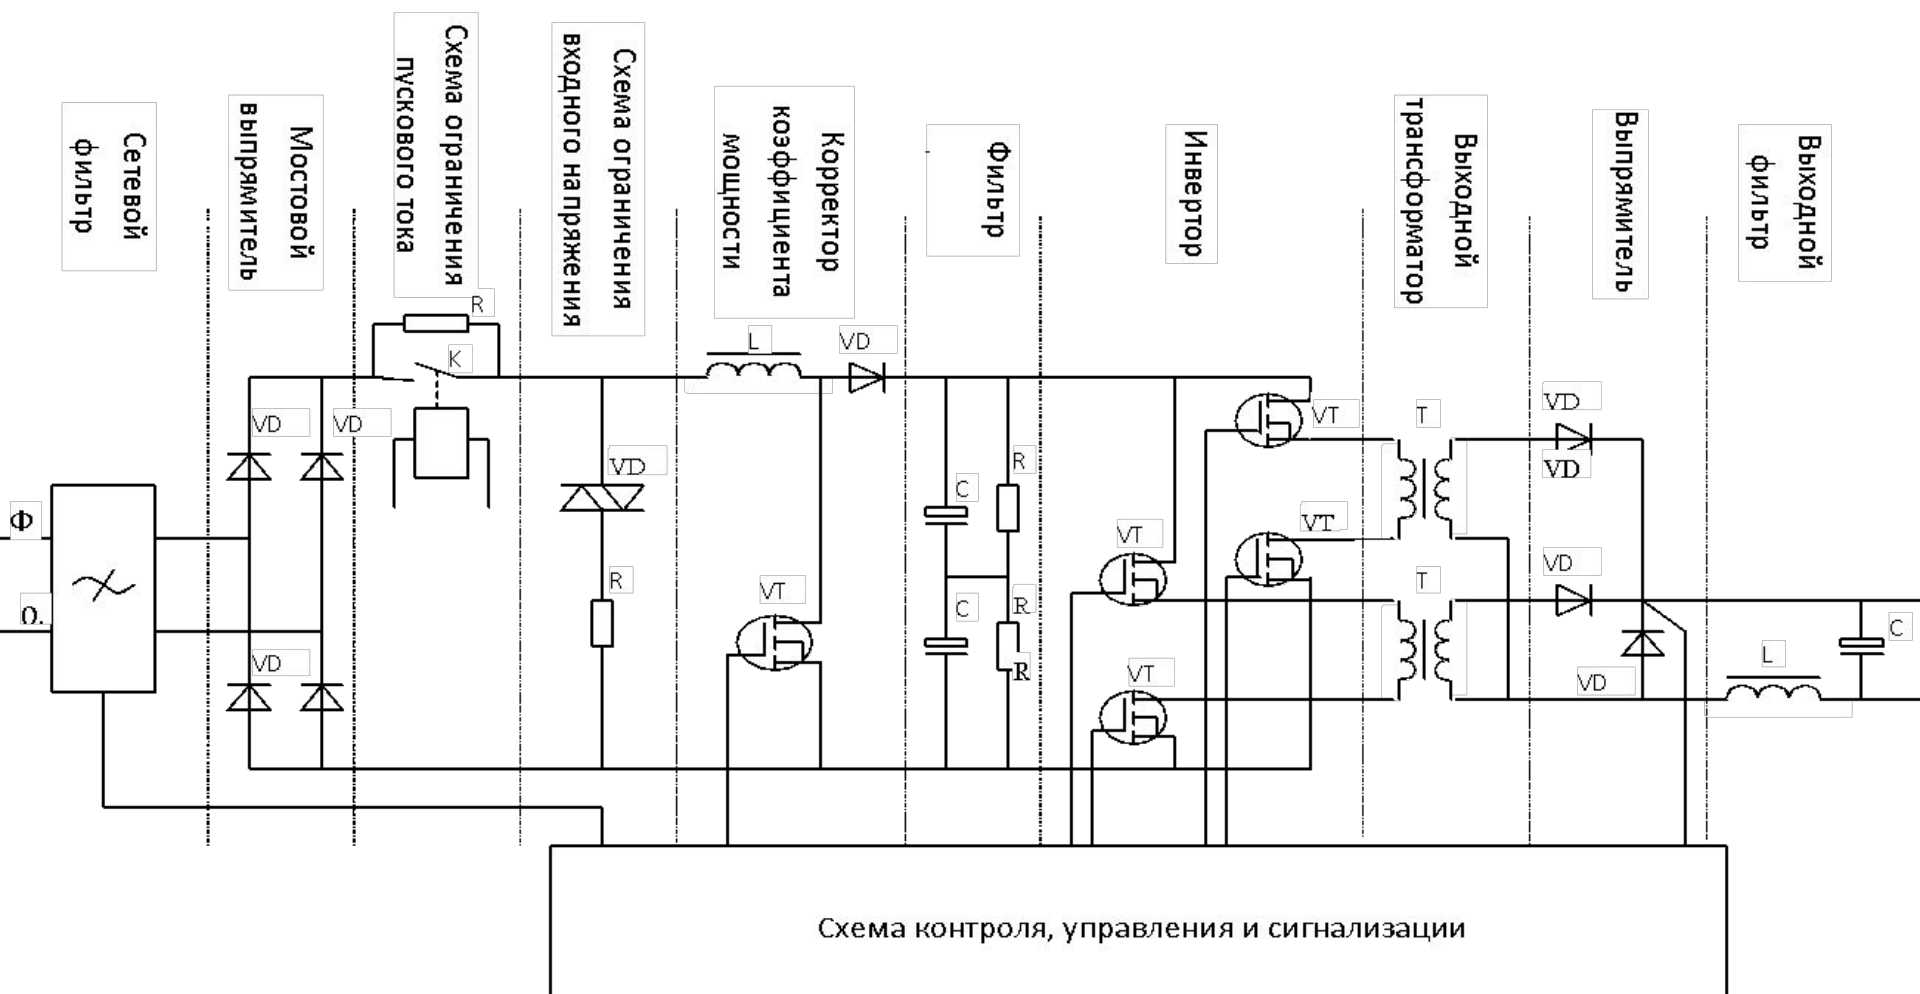 Сетевой
фильтр
Мостовой
выпрямитель
Схема ограничения
пускового тока
Схема ограничения
входного напряжения
Корректор
коэффициента
мощности
Фильтр
Инвертор
Выходной
трансформатор
Выпрямитель
Выходной
фильтр
R
K
L
VD
VD
VD
VD
R
VD
Ф
0.
VT
C
R
C
R
R
VT
VT
VT
VT
T
T
VD
VD
VD
VD
L
C
VD
Схема контроля, управления и сигнализации